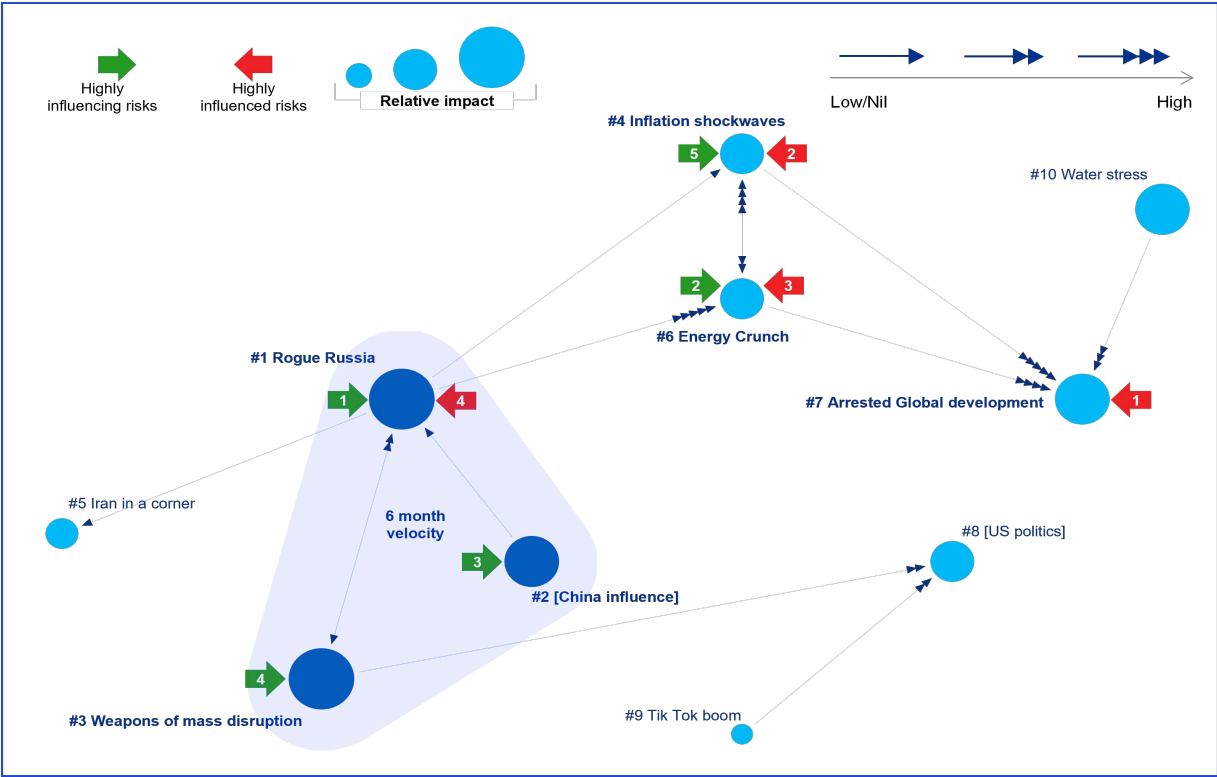 Highly
influencing risks
Highly
influenced risks
Relative impact
Low/Nil
High
#4 Inflation shockwaves
5
2
#10 Water stress
2
3
#6 Energy Crunch
#1 Rogue Russia
1
4
#7 Arrested Global development
1
#5 Iran in a corner
6 month
velocity
#8 [US politics]
3
#2 [China influence]
4
#3 Weapons of mass disruption
#9 Tik Tok boom